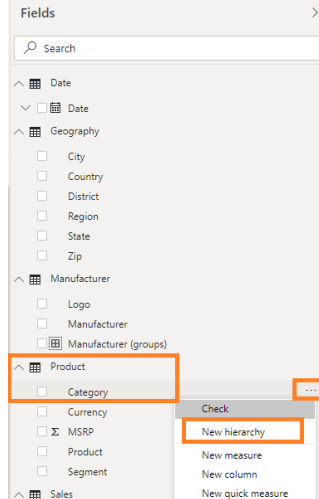 Fields
Search
Date
Date
Geography
City
Country
District
Region
State
Zip
Manufacturer
Logo
Manufacturer
Manufacturer (groups)
Product
Category
Currency
Σ MSRP
Product
Segment
Sales
Check
New hierarchy
New measure
New column
New quick measure